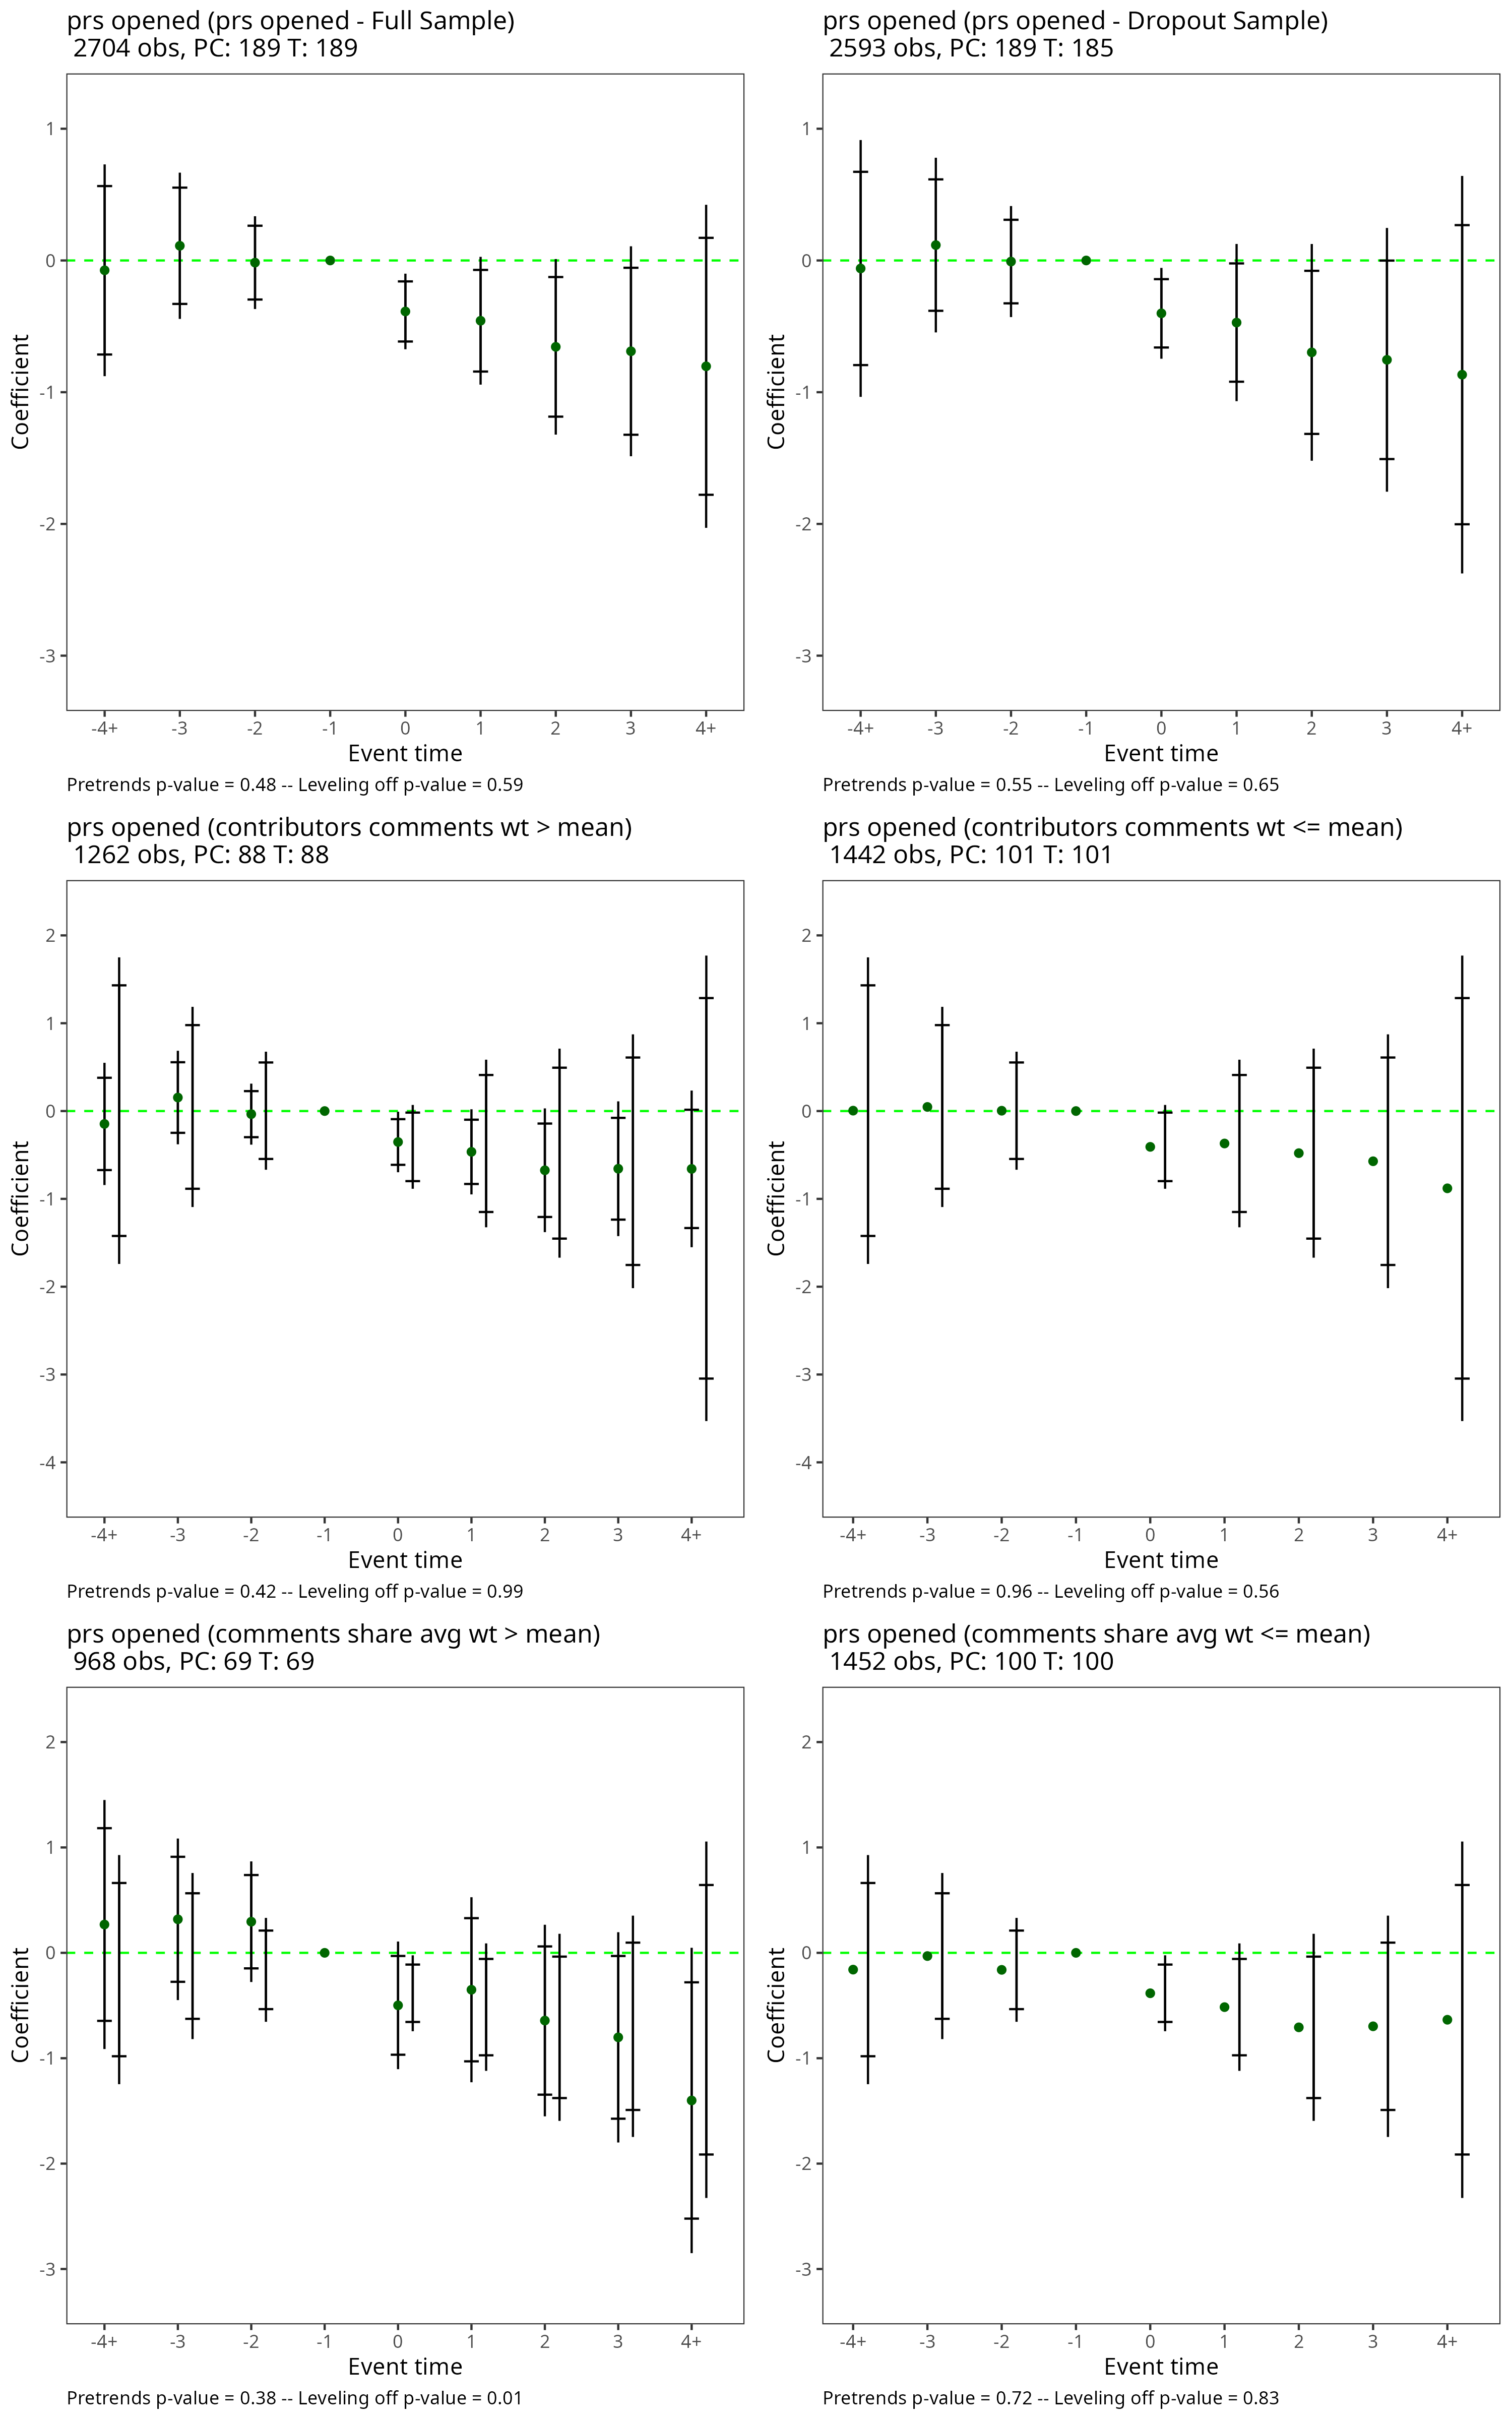 prs opened (prs opened - Full Sample)
2704 obs, PC: 189 T: 189
1
0
-1
-2
-3
Coefficient
-4+ -3 -2 -1 0 1 2 3 4+
Event time
Pretrends p-value = 0.48 -- Leveling off p-value = 0.59
prs opened (prs opened - Dropout Sample)
2593 obs, PC: 189 T: 185
1
0
-1
-2
-3
Coefficient
-4+ -3 -2 -1 0 1 2 3 4+
Event time
Pretrends p-value = 0.55 -- Leveling off p-value = 0.65
prs opened (contributors comments wt > mean)
1262 obs, PC: 88 T: 88
2
1
0
-1
-2
-3
-4
Coefficient
-4+ -3 -2 -1 0 1 2 3 4+
Event time
Pretrends p-value = 0.42 -- Leveling off p-value = 0.99
prs opened (contributors comments wt <= mean)
1442 obs, PC: 101 T: 101
2
1
0
-1
-2
-3
-4
Coefficient
-4+ -3 -2 -1 0 1 2 3 4+
Event time
Pretrends p-value = 0.96 -- Leveling off p-value = 0.56
prs opened (comments share avg wt > mean)
968 obs, PC: 69 T: 69
2
1
0
-1
-2
-3
Coefficient
-4+ -3 -2 -1 0 1 2 3 4+
Event time
Pretrends p-value = 0.38 -- Leveling off p-value = 0.01
prs opened (comments share avg wt <= mean)
1452 obs, PC: 100 T: 100
2
1
0
-1
-2
-3
Coefficient
-4+ -3 -2 -1 0 1 2 3 4+
Event time
Pretrends p-value = 0.72 -- Leveling off p-value = 0.83